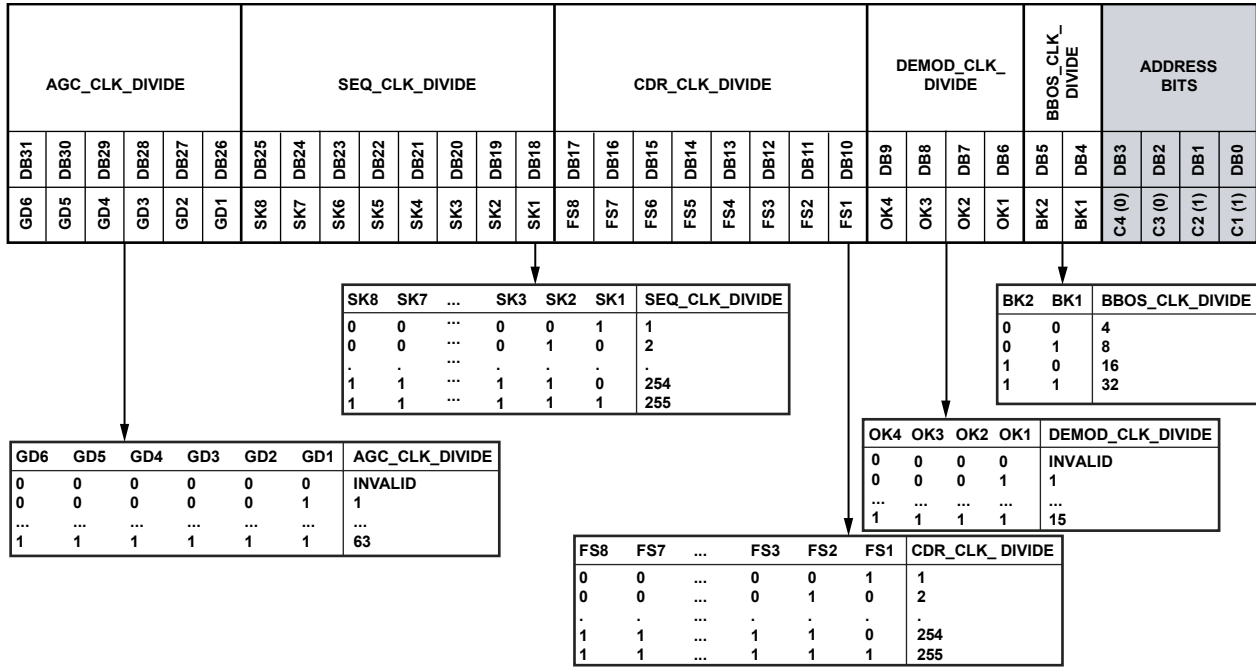 AGC_CLK_DIVIDE
SEQ_CLK_DIVIDE
CDR_CLK_DIVIDE
DEMOD_CLK_
DIVIDE
BBOS_CLK_
DIVIDE
ADDRESS
BITS
DB31 DB30 DB29 DB28 DB27 DB26 DB25 DB24 DB23 DB22 DB21 DB20 DB19 DB18 DB17 DB16 DB15 DB14 DB13 DB12 DB11 DB10 DB9 DB8 DB7 DB6 DB5 DB4 DB3 DB2 DB1 DB0
GD6 GD5 GD4 GD3 GD2 GD1 SK8 SK7 SK6 SK5 SK4 SK3 SK2 SK1 FS8 FS7 FS6 FS5 FS4 FS3 FS2 FS1 OK4 OK3 OK2 OK1 BK2 BK1 C4 (0) C3 (0) C2 (1) C1 (1)
SK8 SK7 ... SK3 SK2 SK1 SEQ_CLK_DIVIDE
0 0 ... 0 0 1 1
0 0 ... 0 1 0 2
. . ... . . . .
1 1 ... 1 1 0 254
1 1 ... 1 1 1 255
BK2 BK1 BBOS_CLK_DIVIDE
0 0 4
0 1 8
1 0 16
1 1 32
GD6 GD5 GD4 GD3 GD2 GD1 AGC_CLK_DIVIDE
0 0 0 0 0 0 INVALID
0 0 0 0 0 1 1
... ... ... ... ... ... ...
1 1 1 1 1 1 63
OK4 OK3 OK2 OK1 DEMOD_CLK_DIVIDE
0 0 0 0 INVALID
0 0 0 1 1
... ... ... ... ...
1 1 1 1 15
FS8 FS7 ... FS3 FS2 FS1 CDR_CLK_ DIVIDE
0 0 ... 0 0 1 1
0 0 ... 0 1 0 2
. . ... . . . .
1 1 ... 1 1 0 254
1 1 ... 1 1 1 255